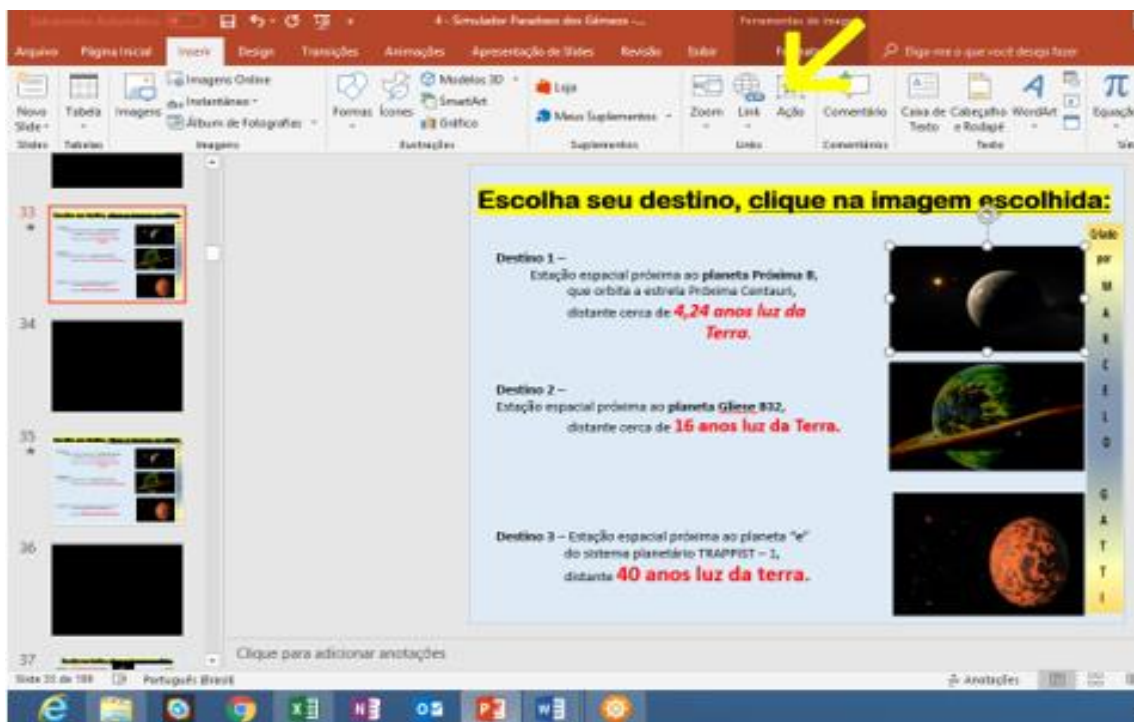 4 - Simulador Paradoxo dos Gêmeos -...
Ferramentas de Imagem
Arquivo Página Inicial Inserir Design Transições Animações Apresentação de Slides Revisão Exibir
Diga-me o que você deseja fazer
Novo Slide
Tabela
Imagens
Imagens Online
Instantâneo
Álbum de Fotografias
Formas
Ícones
Modelos 3D
SmartArt
Gráfico
Loja
Meus Suplementos
Zoom
Link
Ação
Comentário
Caixa de Texto
Cabeçalho e Rodapé
WordArt
Slides Tabelas Imagens Ilustrações Suplementos Links Comentários Texto
33
34
35
36
37
Escolha seu destino, clique na imagem escolhida:
Destino 1 –
Estação espacial próxima ao planeta Próxima B,
que orbita a estrela Próxima Centauri,
distante cerca de 4,24 anos luz da
Terra.
Destino 2 –
Estação espacial próxima ao planeta Gliese 832,
distante cerca de 16 anos luz da Terra.
Destino 3 – Estação espacial próxima ao planeta "e"
do sistema planetário TRAPPIST – 1,
distante 40 anos luz da terra.
Criado
por
M
A
R
C
E
L
O
G
A
T
T
I
Clique para adicionar anotações
Português (Brasil)
Anotações